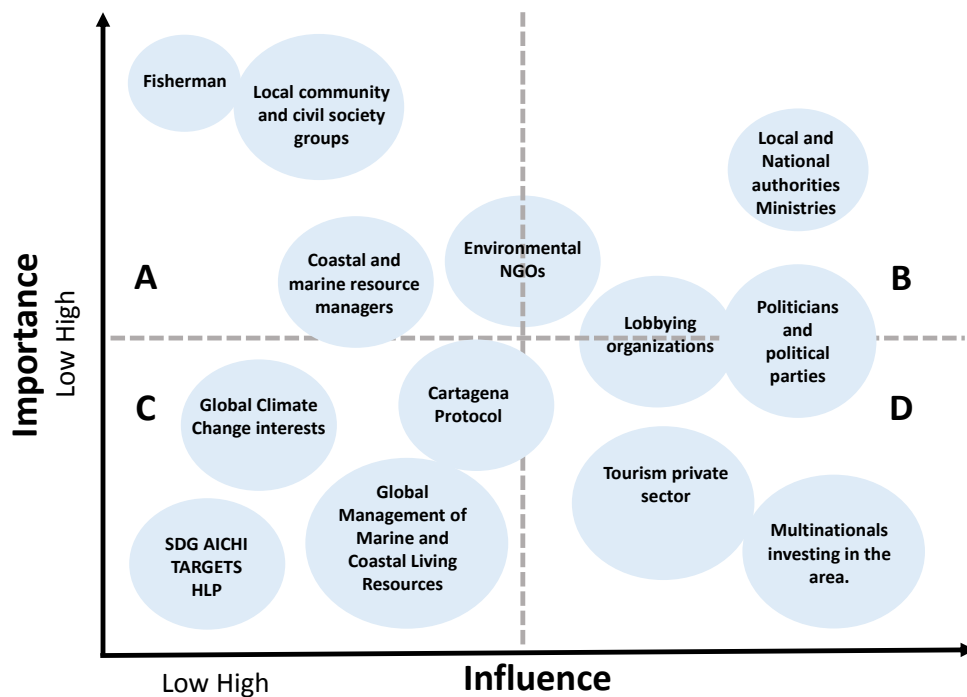 Fisherman
Local community
and civil society
groups
Local and
National
authorities
Ministries
Environmental
NGOs
Coastal and
marine resource
managers
A
B
Politicians
and
political
parties
Lobbying
organizations
Importance
Low High
C
D
Global Climate
Change interests
Cartagena
Protocol
Tourism private
sector
Global
Management of
Marine and
Coastal Living
Resources
SDG AICHI
TARGETS
HLP
Multinationals
investing in the
area.
Low High
Influence